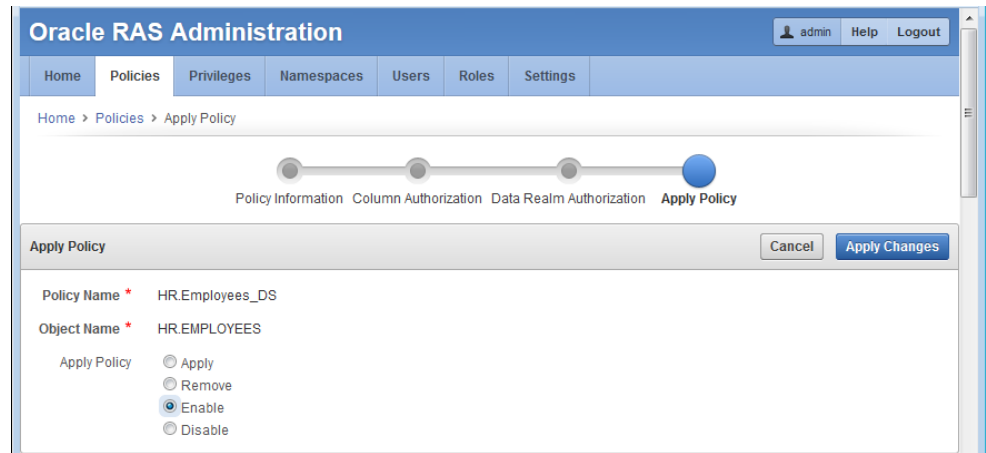 Oracle RAS Administration
admin Help Logout
Home Policies Privileges Namespaces Users Roles Settings
Home > Policies > Apply Policy
Policy Information Column Authorization Data Realm Authorization Apply Policy
Apply Policy Cancel Apply Changes
Policy Name * HR.Employees_DS
Object Name * HR.EMPLOYEES
Apply Policy Apply
Remove
Enable
Disable